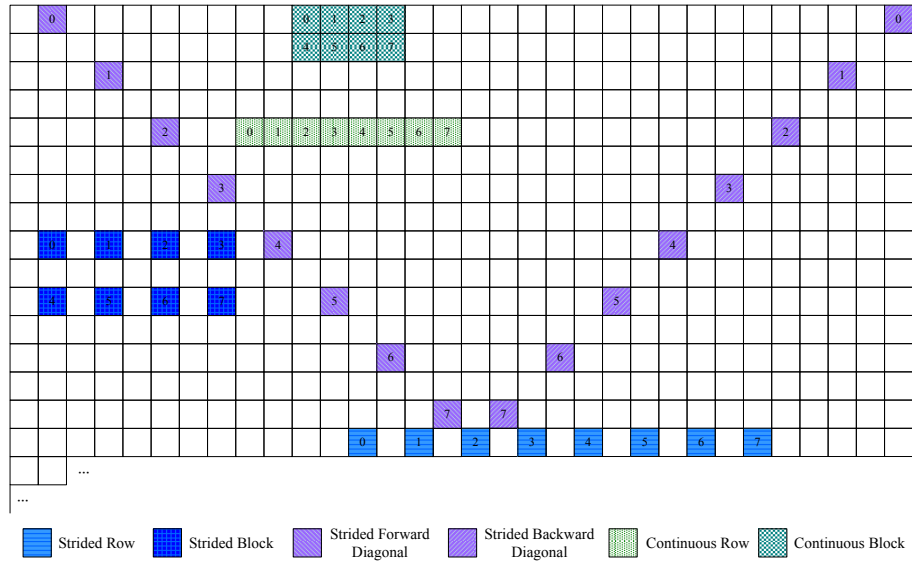 0 0 1 2 3 0
4 5 6 7
1 1
2 0 1 2 3 4 5 6 7 2
3 3
0 1 2 3 4 4
4 5 6 7 5 5
6 6
7 7
0 1 2 3 4 5 6 7
...
...
Strided Row
Strided Block
Strided Forward
Diagonal
Strided Backward
Diagonal
Continuous Row
Continuous Block